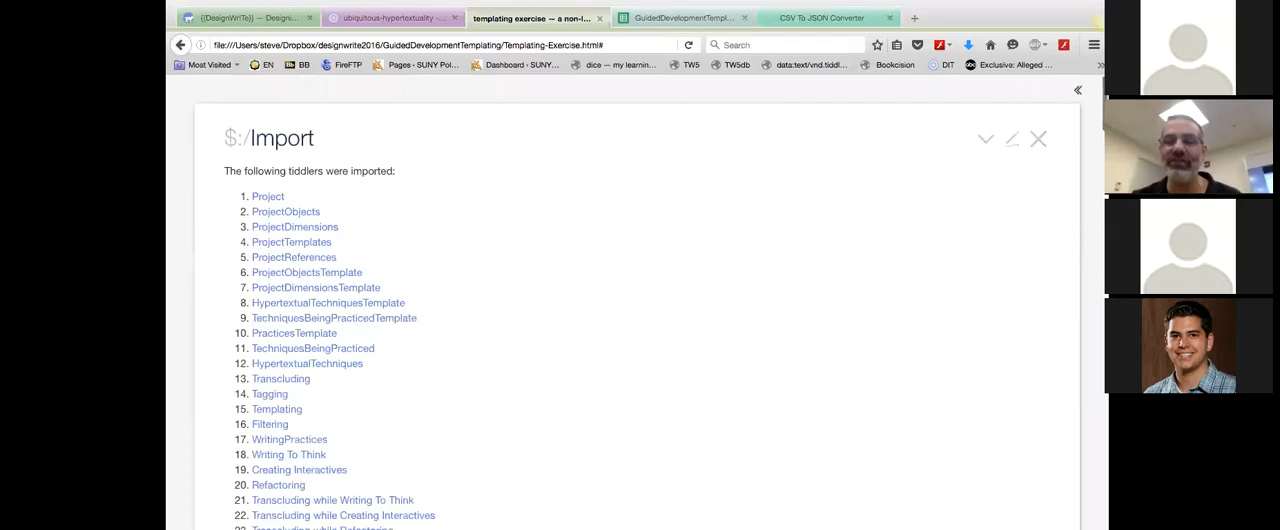 {{DesignWrITe}} — Designi...
ubiquitous-hypertextuality -...
templating exercise — a non-l...
GuidedDevelopmentTempl...
CSV To JSON Converter
file:///Users/steve/Dropbox/designwrite2016/GuidedDevelopmentTemplating/Templating-Exercise.html#
Search
Most Visited
EN
BB
FireFTP
Pages ‹ SUNY Pol...
Dashboard ‹ SUNY...
dice — my learnin...
TW5
TW5db
data:text/vnd.tiddl...
Bookcision
DIT
Exclusive: Alleged ...
$:/Import
The following tiddlers were imported:
1. Project
2. ProjectObjects
3. ProjectDimensions
4. ProjectTemplates
5. ProjectReferences
6. ProjectObjectsTemplate
7. ProjectDimensionsTemplate
8. HypertextualTechniquesTemplate
9. TechniquesBeingPracticedTemplate
10. PracticesTemplate
11. TechniquesBeingPracticed
12. HypertextualTechniques
13. Transcluding
14. Tagging
15. Templating
16. Filtering
17. WritingPractices
18. Writing To Think
19. Creating Interactives
20. Refactoring
21. Transcluding while Writing To Think
22. Transcluding while Creating Interactives
23. Transcluding while Refactoring